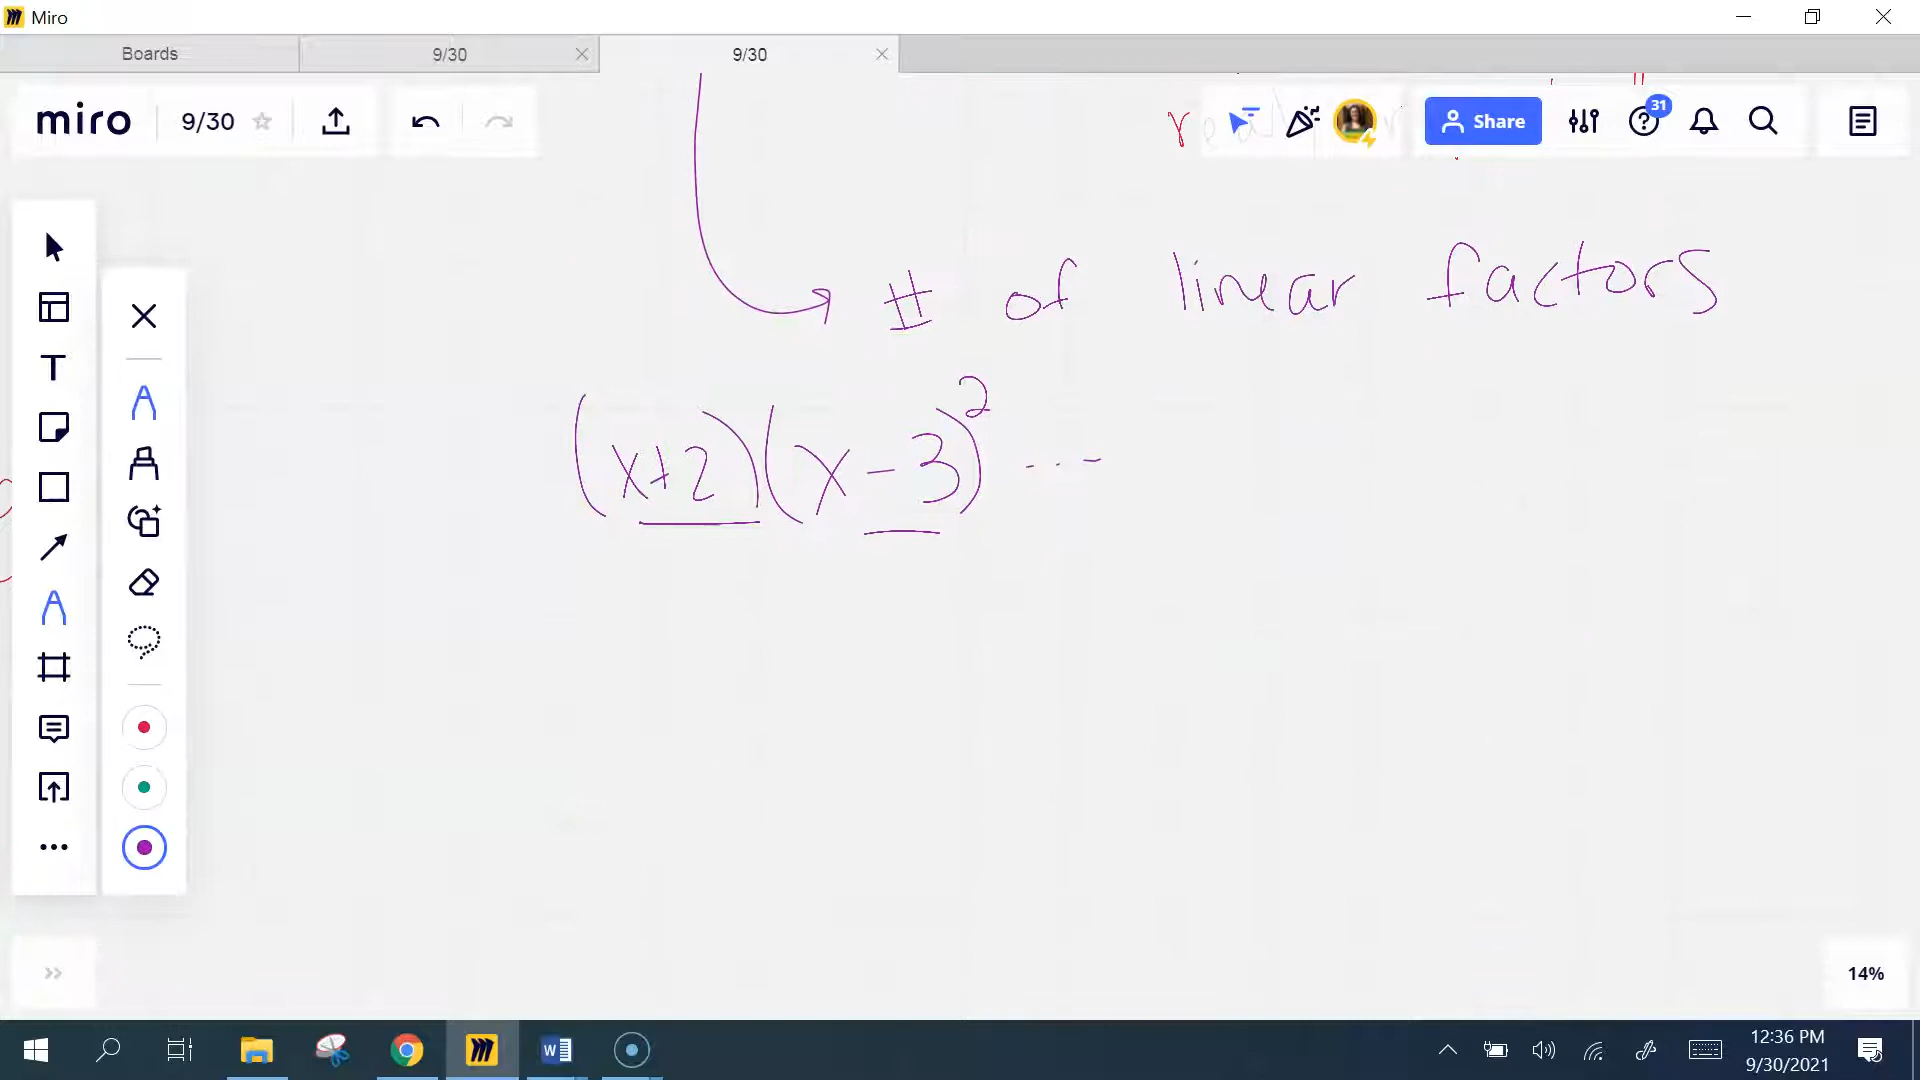 Miro
Boards 9/30 9/30
miro 9/30 Share 31
# of linear factors
(x+2)(x-3)² ...
14%
12:36 PM
9/30/2021